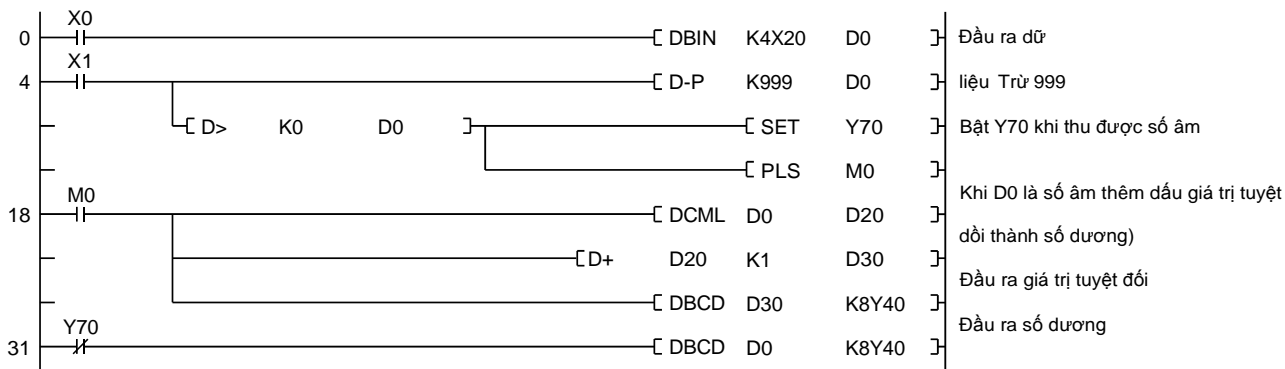 X0
0 DBIN K4X20 D0 Đầu ra dữ
X1
4 D-P K999 D0 liệu Trừ 999
D> K0 D0 SET Y70 Bật Y70 khi thu được số âm
PLS M0
M0 Khi D0 là số âm thêm dấu giá trị tuyệt
18 DCML D0 D20
dồi thành số dương)
D+ D20 K1 D30
Đầu ra giá trị tuyệt đối
DBCD D30 K8Y40
Y70 Đầu ra số dương
31 DBCD D0 K8Y40